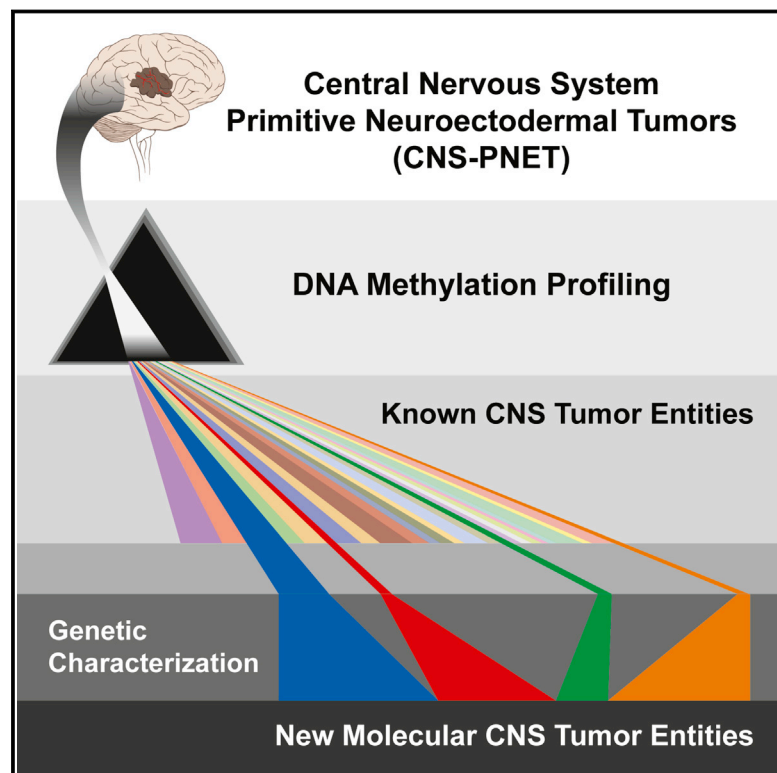 Central Nervous System
Primitive Neuroectodermal Tumors
(CNS-PNET)
DNA Methylation Profiling
Known CNS Tumor Entities
Genetic
Characterization
New Molecular CNS Tumor Entities